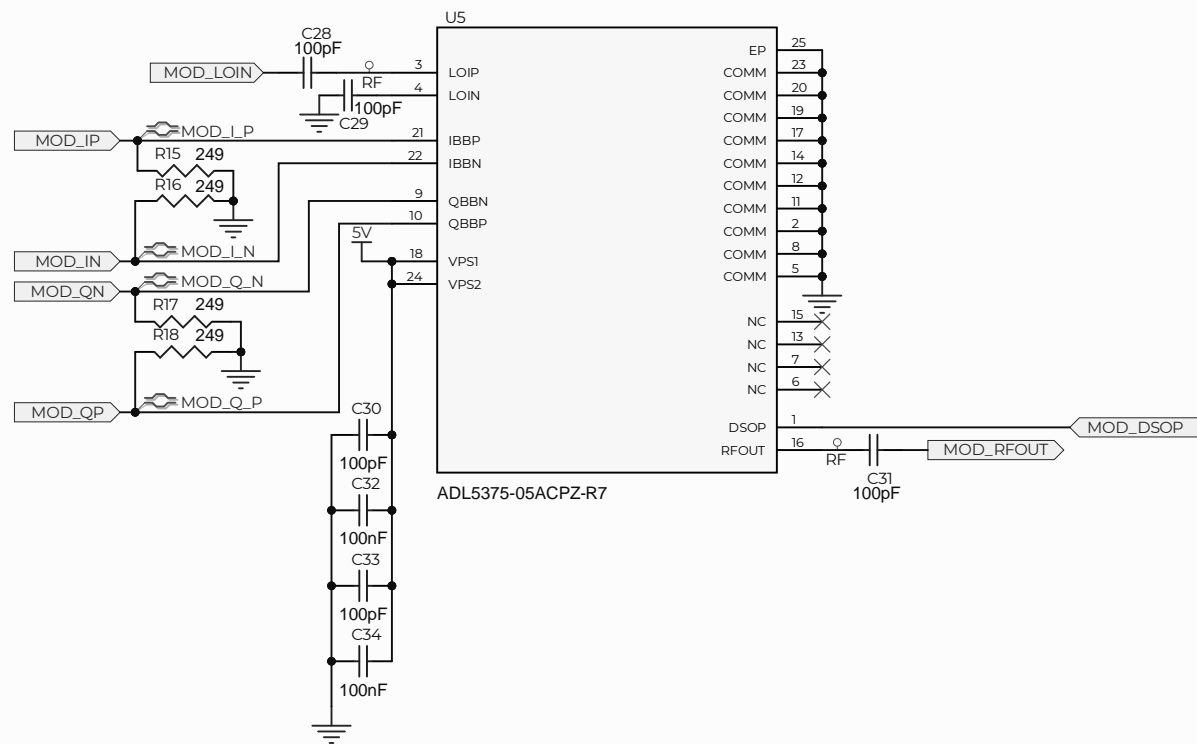 U5
C28
100pF
MOD_LOIN
RF
3
LOIP
4
LOIN
100pF
C29
MOD_IP
MOD_I_P
21
IBBP
R15
249
22
IBBN
R16
249
9
QBBN
10
QBBP
5V
MOD_IN
MOD_I_N
18
VPS1
24
VPS2
MOD_QN
MOD_Q_N
R17
249
R18
249
MOD_QP
MOD_Q_P
C30
100pF
C32
100nF
C33
100pF
C34
100nF
EP
25
COMM
23
COMM
20
COMM
19
COMM
17
COMM
14
COMM
12
COMM
11
COMM
2
COMM
8
COMM
5
NC
15
NC
13
NC
7
NC
6
DSOP
1
MOD_DSOP
RFOUT
16
RF
MOD_RFOUT
C31
100pF
ADL5375-05ACPZ-R7